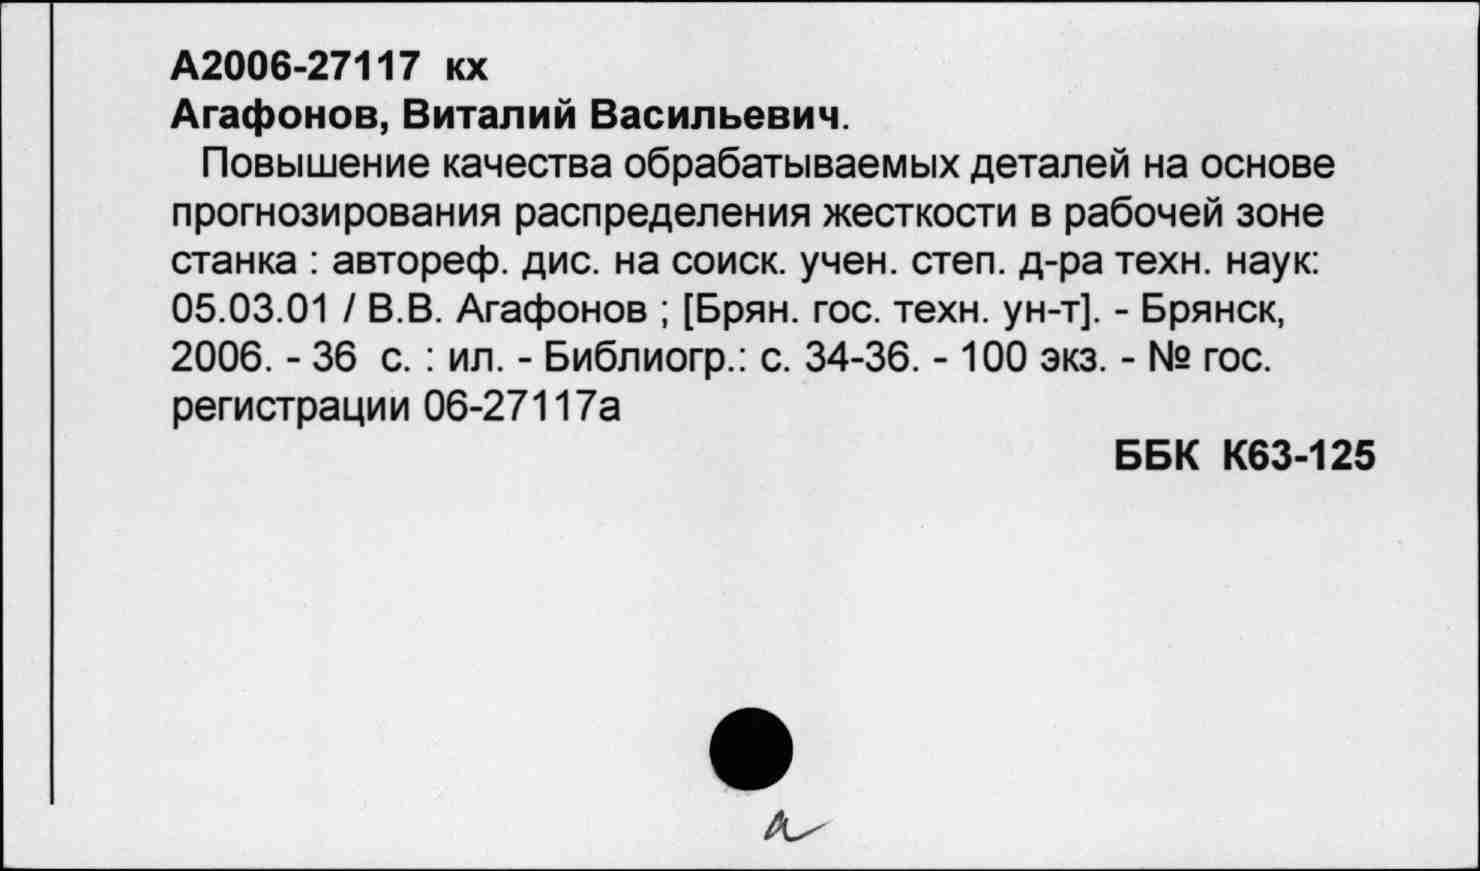 А2006-27117 кх
Агафонов, Виталий Васильевич.
Повышение качества обрабатываемых деталей на основе
прогнозирования распределения жесткости в рабочей зоне
станка : автореф. дис. на соиск. учен. степ. д-ра техн. наук:
05.03.01 / В.В. Агафонов ; [Брян. гос. техн. ун-т]. - Брянск,
2006. - 36 с. : ил. - Библиогр.: с. 34-36. - 100 экз. - № гос.
регистрации 06-27117а
ББК К63-125
а